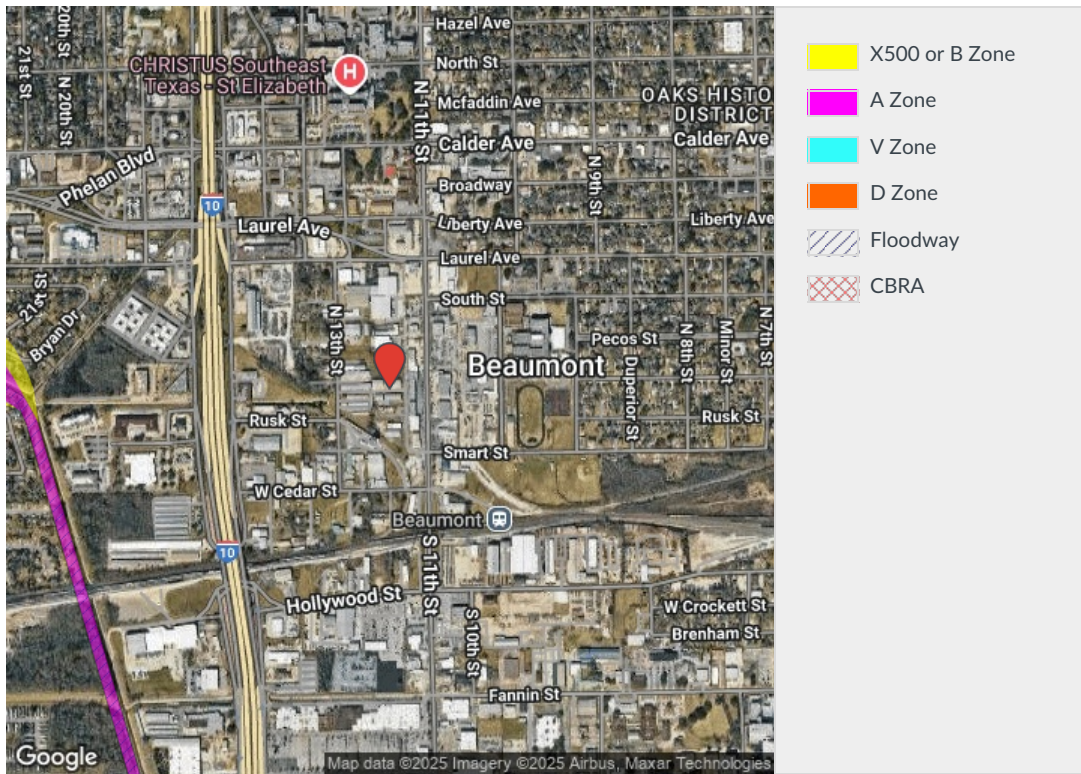 Hazel Ave
20th St
21st St
N 20th St
CHRISTUS Southeast
Texas - St Elizabeth
H
North St
N 11th St
Mcfaddin Ave
OAKS HISTO
DISTRICT
Calder Ave
Calder Ave
Phelan Blvd
Broadway
N 9th St
10
Laurel Ave
Liberty Ave
Liberty Ave
Laurel Ave
21st St
Bryan Dr
South St
N 13th St
Pecos St
N 8th St
Minor St
N 7th St
Beaumont
Duperior St
Rusk St
Rusk St
Smart St
W Cedar St
Beaumont
10
S 11th St
Hollywood St
S 10th St
W Crockett St
Brenham St
Fannin St
Google
Map data ©2025 Imagery ©2025 Airbus, Maxar Technologies
X500 or B Zone
A Zone
V Zone
D Zone
Floodway
CBRA